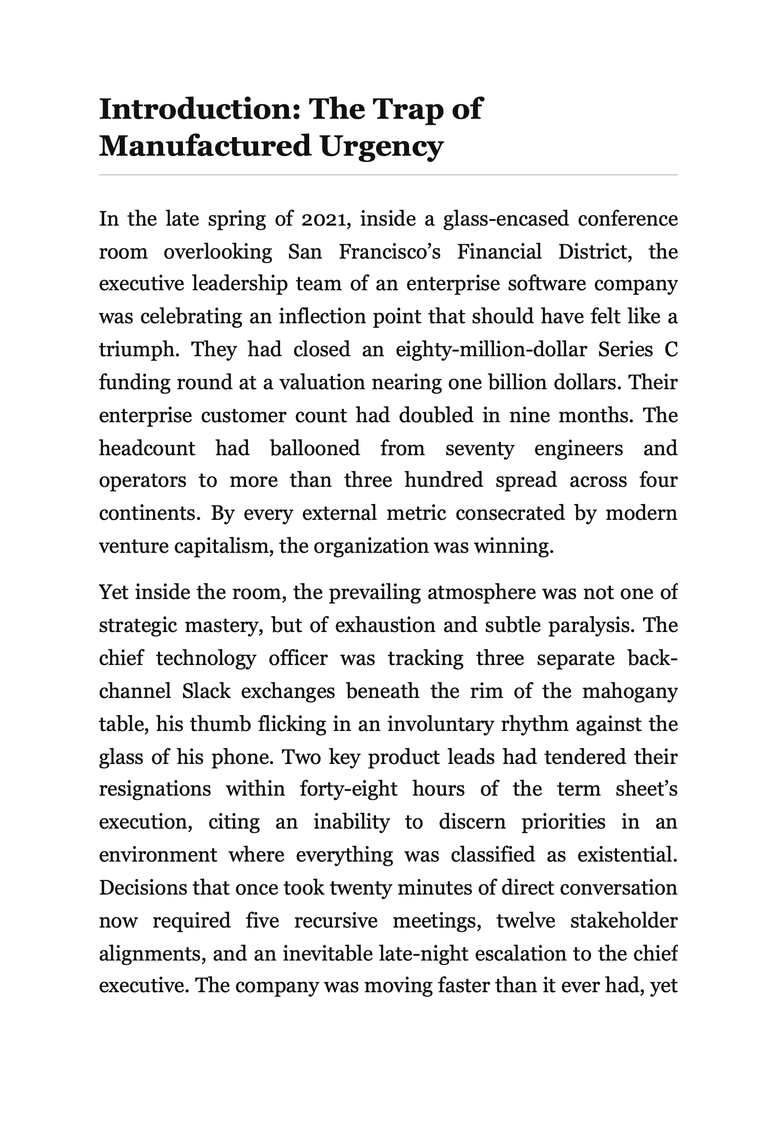 Introduction: The Trap of
Manufactured Urgency
In the late spring of 2021, inside a glass-encased conference
room overlooking San Francisco’s Financial District, the
executive leadership team of an enterprise software company
was celebrating an inflection point that should have felt like a
triumph. They had closed an eighty-million-dollar Series C
funding round at a valuation nearing one billion dollars. Their
enterprise customer count had doubled in nine months. The
headcount had ballooned from seventy engineers and
operators to more than three hundred spread across four
continents. By every external metric consecrated by modern
venture capitalism, the organization was winning.
Yet inside the room, the prevailing atmosphere was not one of
strategic mastery, but of exhaustion and subtle paralysis. The
chief technology officer was tracking three separate back-
channel Slack exchanges beneath the rim of the mahogany
table, his thumb flicking in an involuntary rhythm against the
glass of his phone. Two key product leads had tendered their
resignations within forty-eight hours of the term sheet’s
execution, citing an inability to discern priorities in an
environment where everything was classified as existential.
Decisions that once took twenty minutes of direct conversation
now required five recursive meetings, twelve stakeholder
alignments, and an inevitable late-night escalation to the chief
executive. The company was moving faster than it ever had, yet